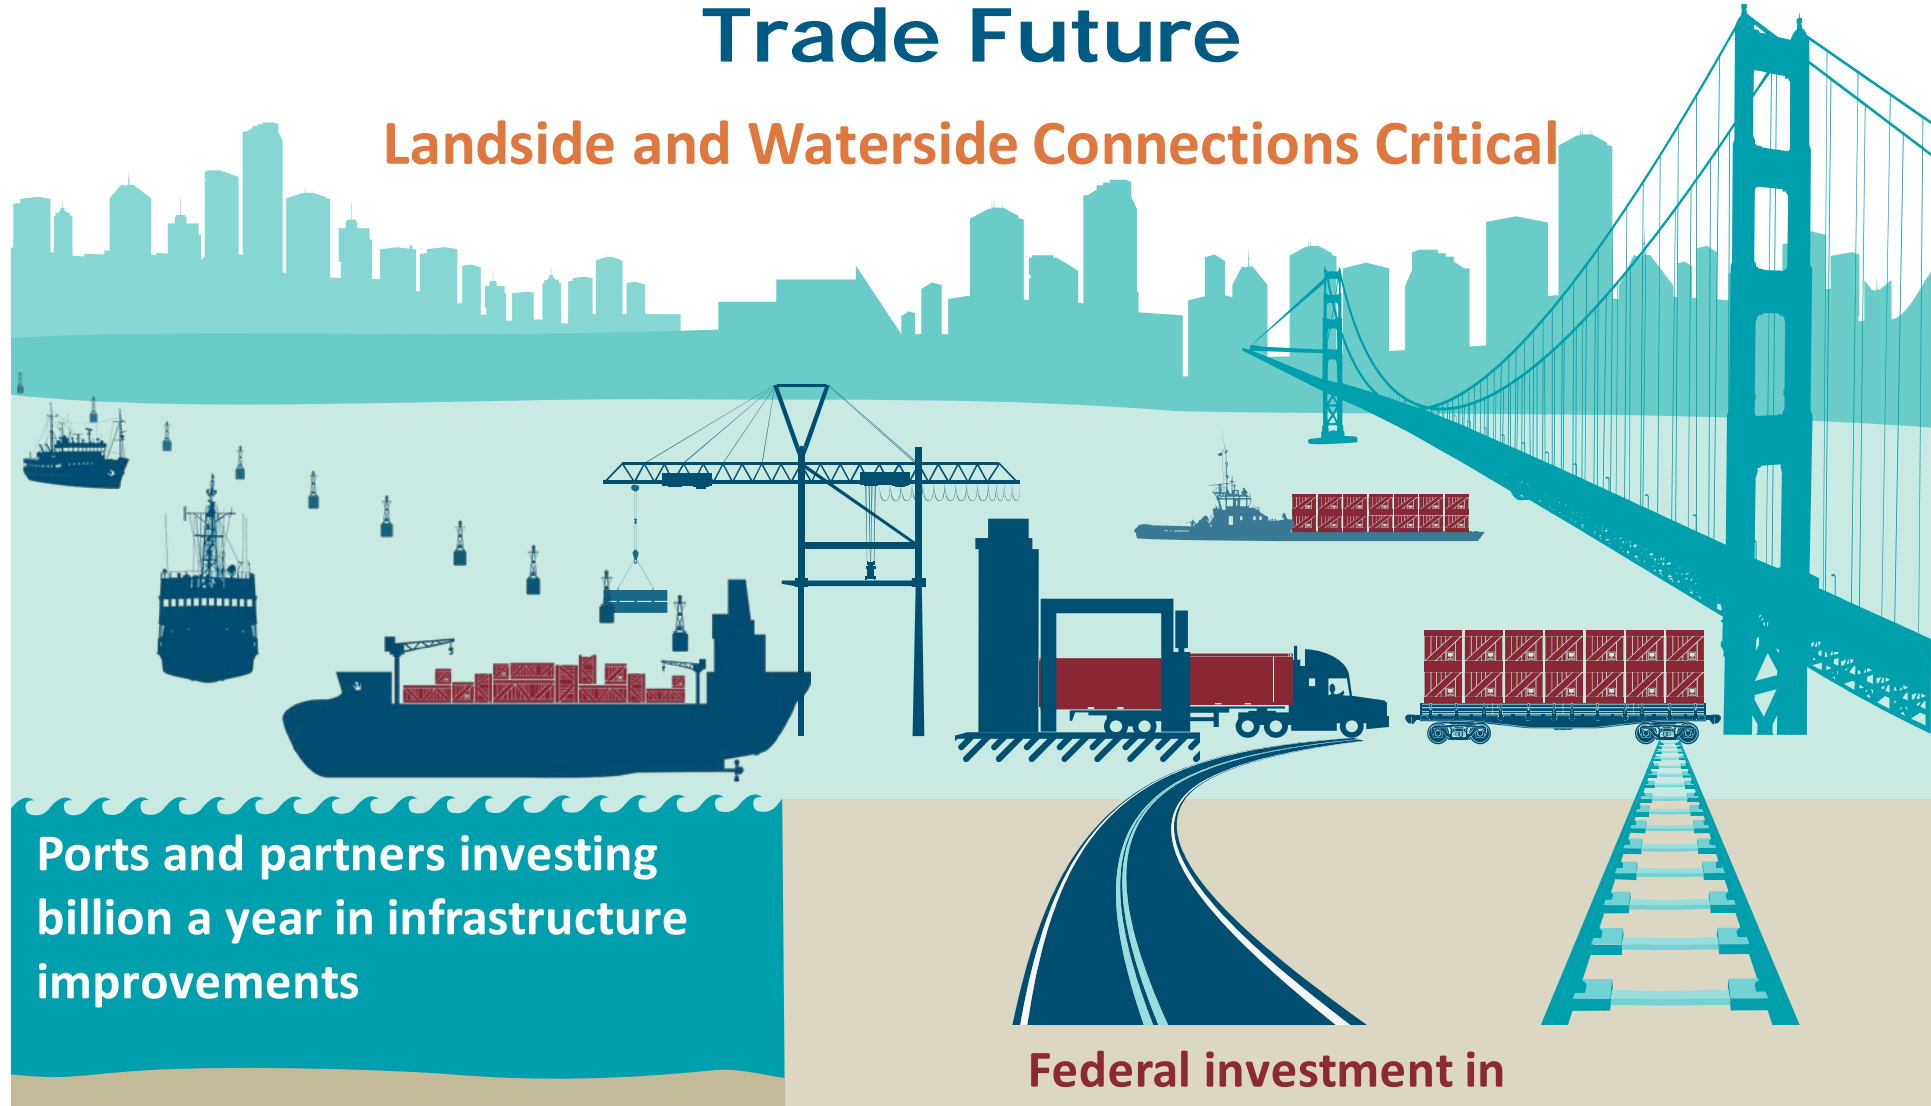 Trade Future
Landside and Waterside Connections Critical
Ports and partners investing
billion a year in infrastructure
improvements
Federal investment in